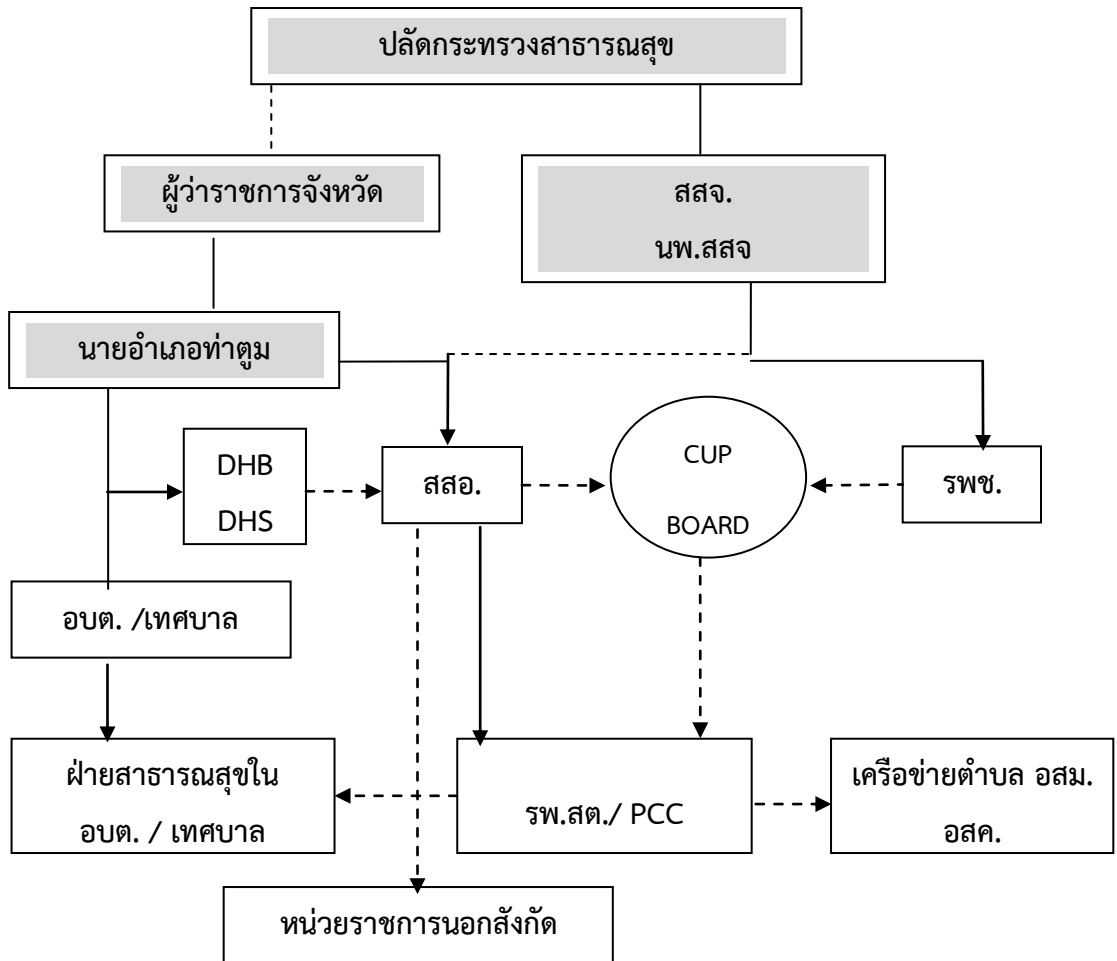 ปลัดกระทรวงสาธารณสุข
ผู้ว่าราชการจังหวัด
สสจ.
นพ.สสจ
นายอำเภอท่าตูม
DHB
DHS
สสอ.
CUP
BOARD
รพช.
อบต. /เทศบาล
ฝ่ายสาธารณสุขใน
อบต. / เทศบาล
รพ.สต./ PCC
เครือข่ายตำบล อสม.
อสค.
หน่วยราชการนอกสังกัด